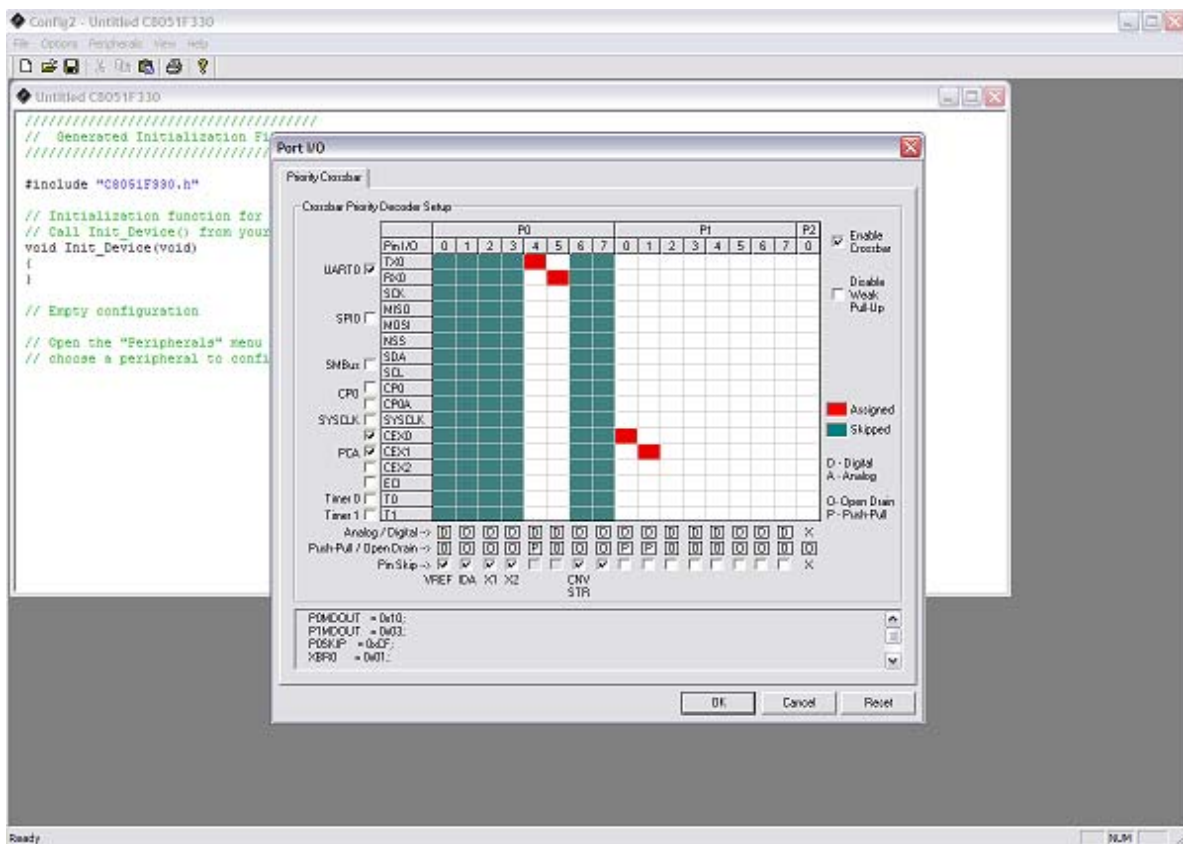 Config2 - Untitled C8051F330
File Options Peripherals View Help
Untitled C8051F330
/////////////////////////////////////
// Generated Initialization Fi
#include "C8051F330.h"
// Initialization function for
// Call Init_Device() from your
void Init_Device(void)
{
}
// Empty configuration
// Open the "Peripherals" menu
// choose a peripheral to confi
Port I/O
Priority Crossbar
Crossbar Priority Decoder Setup
P0 P1 P2
Pin I/O 0 1 2 3 4 5 6 7 0 1 2 3 4 5 6 7 0
UART0 TX0
RX0
SCK
SPI0 MISO
MOSI
NSS
SMBus SDA
SCL
CP0 CP0
CP0A
SYSCLK SYSCLK
CEX0
PCA CEX1
CEX2
ECI
Timer 0 T0
Timer 1 T1
Analog / Digital ->
Push-Pull / Open Drain ->
Pin Skip ->
VREF IDA X1 X2 CNV
STR
Enable
Crossbar
Disable
Weak
Pull-Up
Assigned
Skipped
D - Digital
A - Analog
O - Open Drain
P - Push-Pull
P0MDOUT = 0x10;
P1MDOUT = 0x03;
P0SKIP = 0xCF;
XBR0 = 0x01;
OK Cancel Reset
Ready NUM